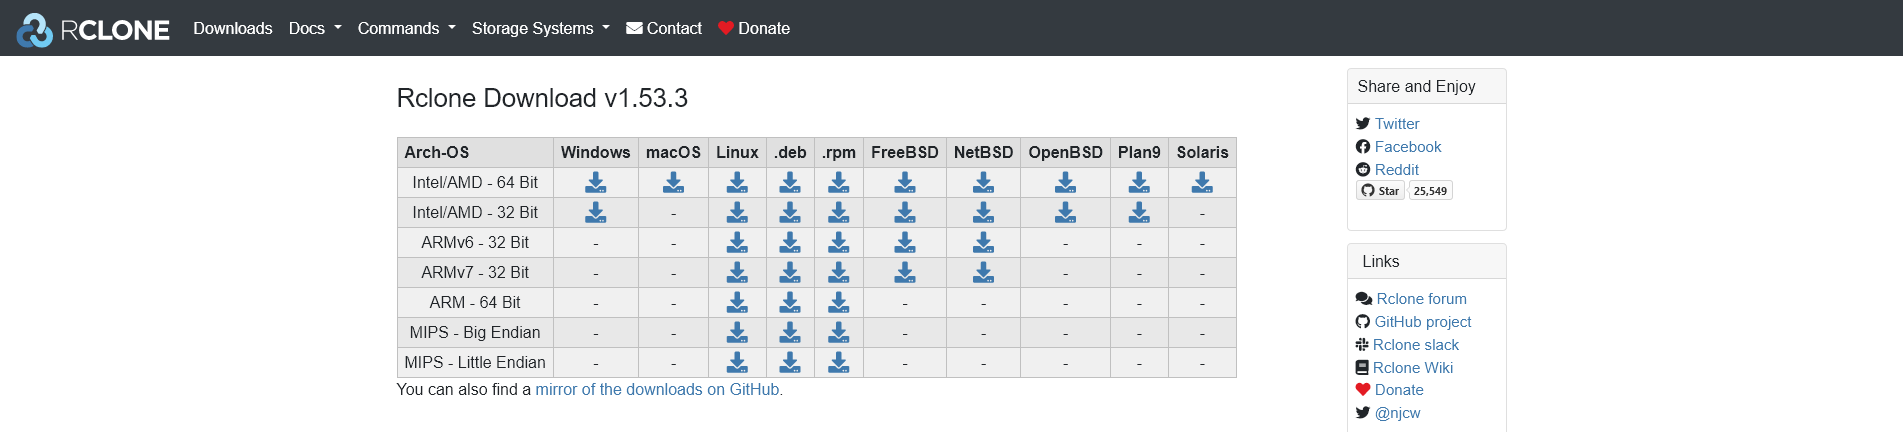 RCLONE Downloads Docs Commands Storage Systems Contact Donate
Rclone Download v1.53.3
Arch-OS Windows macOS Linux .deb .rpm FreeBSD NetBSD OpenBSD Plan9 Solaris
Intel/AMD - 64 Bit
Intel/AMD - 32 Bit - -
ARMv6 - 32 Bit - - - - -
ARMv7 - 32 Bit - - - - -
ARM - 64 Bit - - - - - - -
MIPS - Big Endian - - - - - - -
MIPS - Little Endian - - - - - - -
You can also find a mirror of the downloads on GitHub.
Share and Enjoy
Twitter
Facebook
Reddit
Star 25,549
Links
Rclone forum
GitHub project
Rclone slack
Rclone Wiki
Donate
@njcw